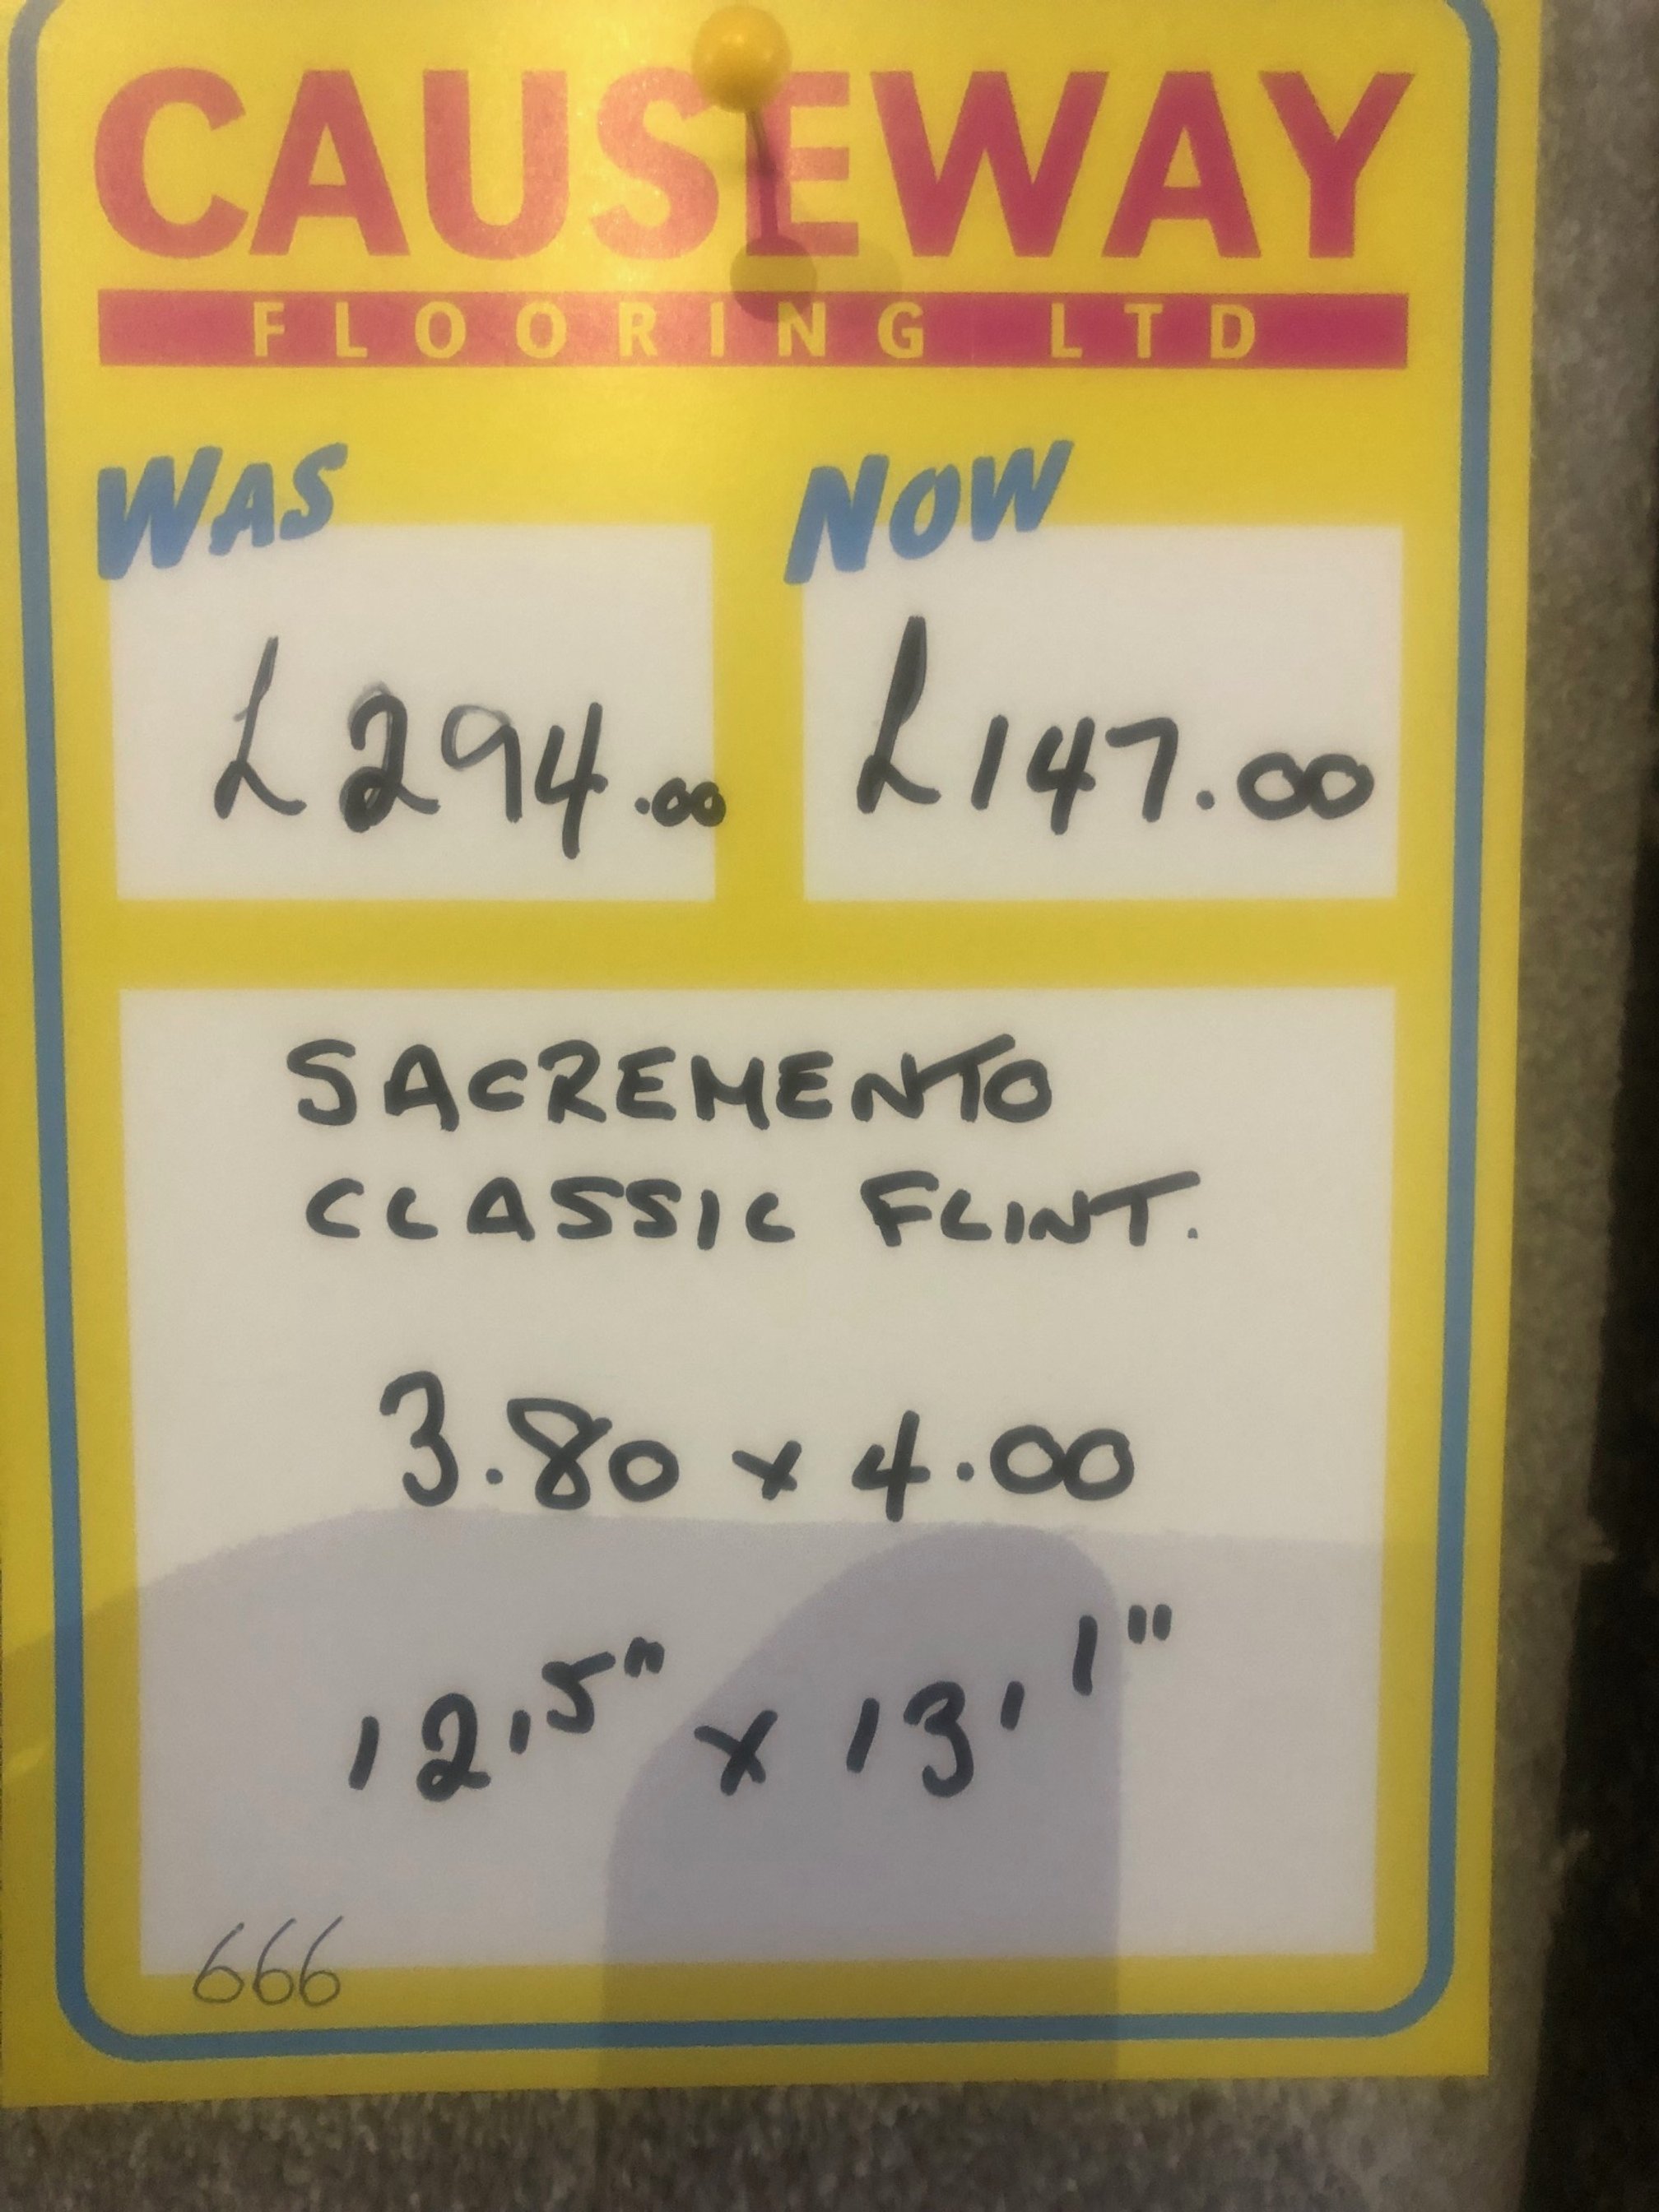 CAUSEWAY
FLOORING LTD
WAS
NOW
£294.00
£147.00
SACREMENTO
CLASSIC FLINT.
3.80 x 4.00
12'5" x 13'1"
666